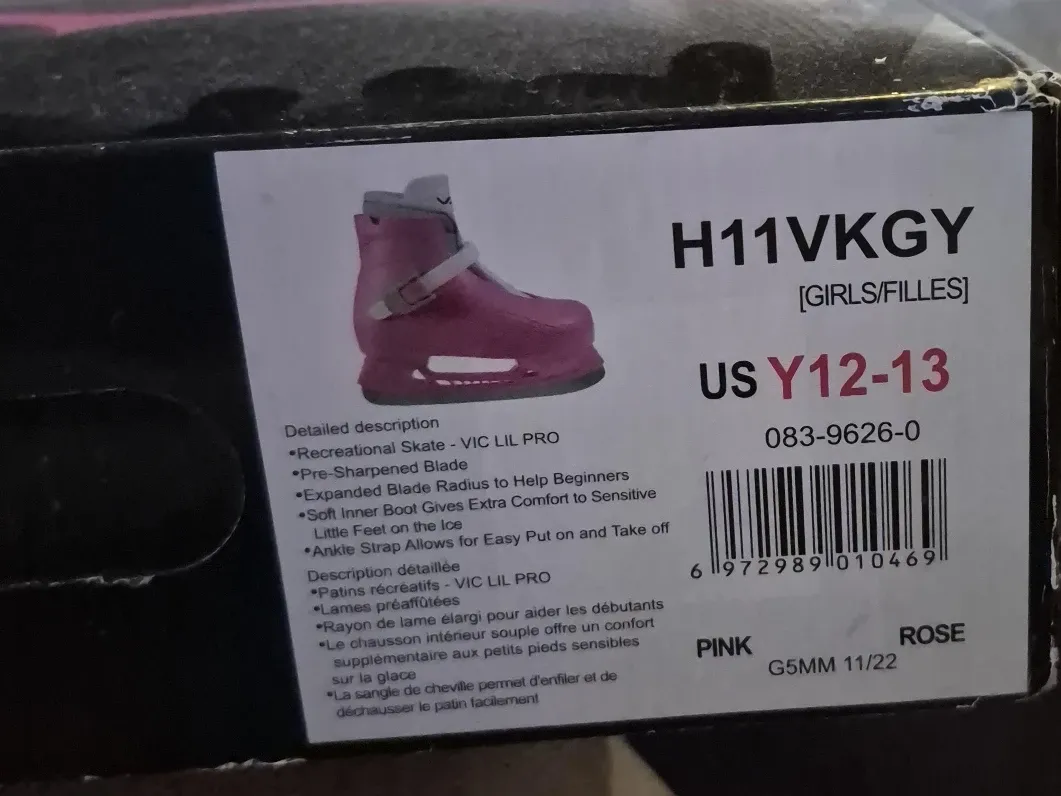 H11VKGY
[GIRLS/FILLES]
US Y12-13
083-9626-0
6 972989 010469
PINK ROSE
G5MM 11/22
Detailed description
•Recreational Skate - VIC LIL PRO
•Pre-Sharpened Blade
•Expanded Blade Radius to Help Beginners
•Soft Inner Boot Gives Extra Comfort to Sensitive
Little Feet on the Ice
•Ankle Strap Allows for Easy Put on and Take off
Description détaillée
•Patins récréatifs - VIC LIL PRO
•Lames préaffûtées
•Rayon de lame élargi pour aider les débutants
•Le chausson intérieur souple offre un confort
supplémentaire aux petits pieds sensibles
sur la glace
•La sangle de cheville permet d'enfiler et de
déchausser le patin facilement